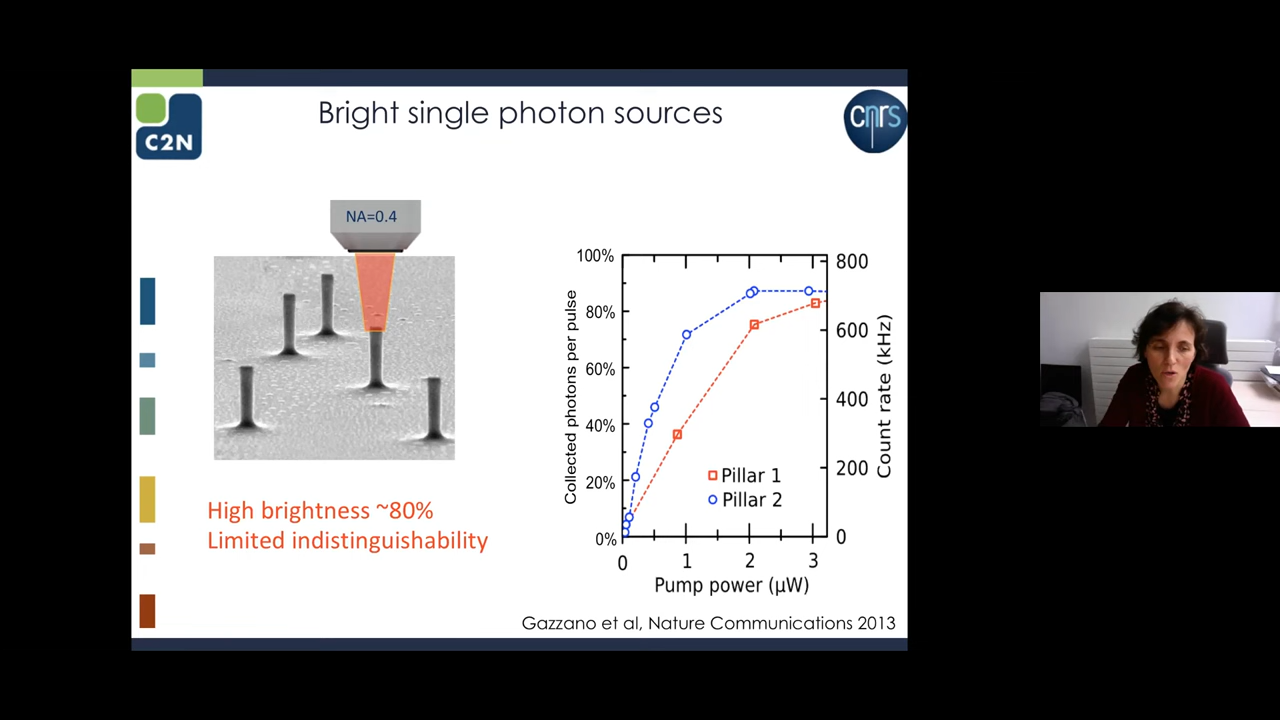 Bright single photon sources
C2N
cnrs
NA=0.4
High brightness ~80%
Limited indistinguishability
100%
80%
60%
40%
20%
0%
Collected photons per pulse
800
600
400
200
0
Count rate (kHz)
Pillar 1
Pillar 2
0 1 2 3
Pump power (µW)
Gazzano et al, Nature Communications 2013